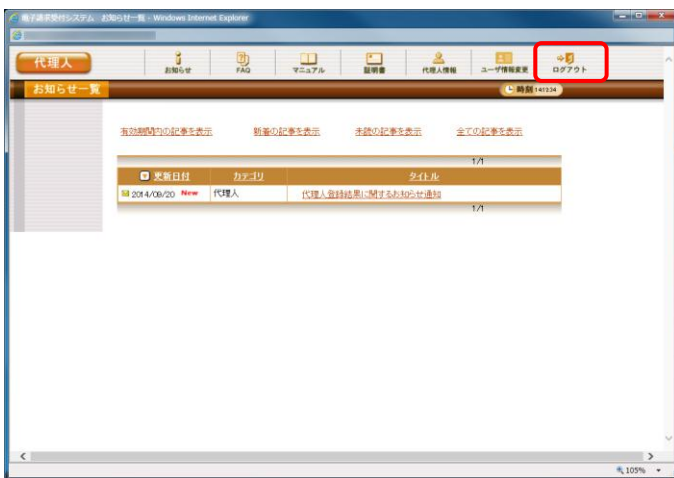 電子請求受付システム お知らせ一覧 - Windows Internet Explorer
代理人
お知らせ
FAQ
マニュアル
証明書
代理人情報
ユーザ情報変更
ログアウト
お知らせ一覧
時刻 14:12:34
有効期間内の記事を表示 新着の記事を表示 未読の記事を表示 全ての記事を表示
1/1
更新日付 カテゴリ タイトル
2014/09/20 New 代理人 代理人登録結果に関するお知らせ通知
1/1
105%